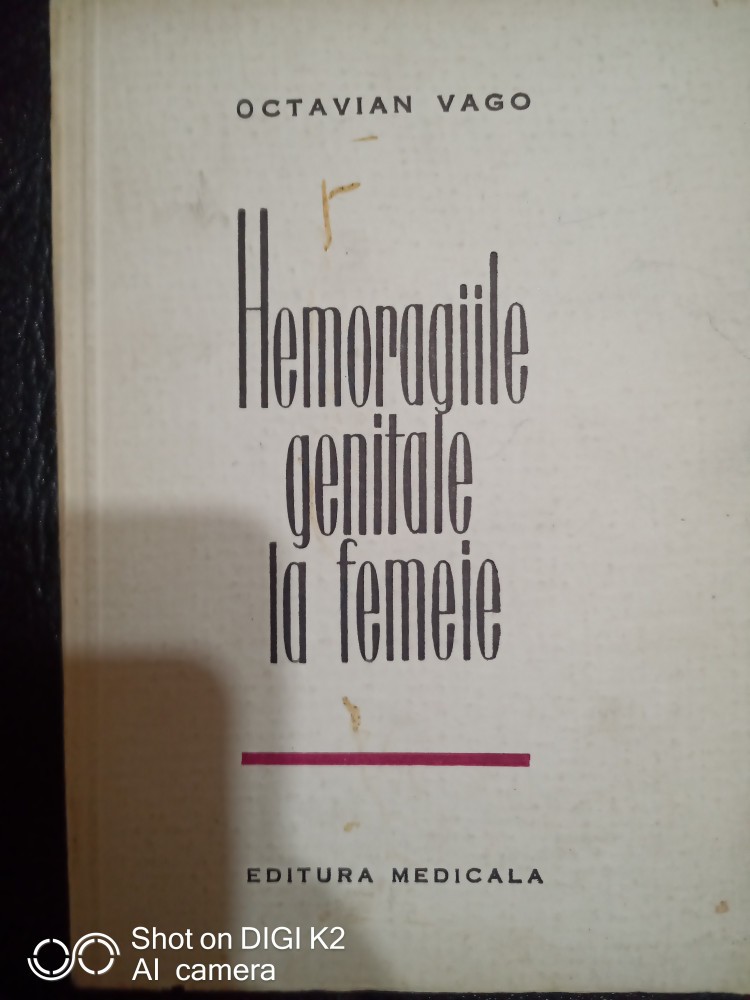 OCTAVIAN VAGO
Hemoragiile
genitale
la femeie
EDITURA MEDICALA
Shot on DIGI K2
AI camera